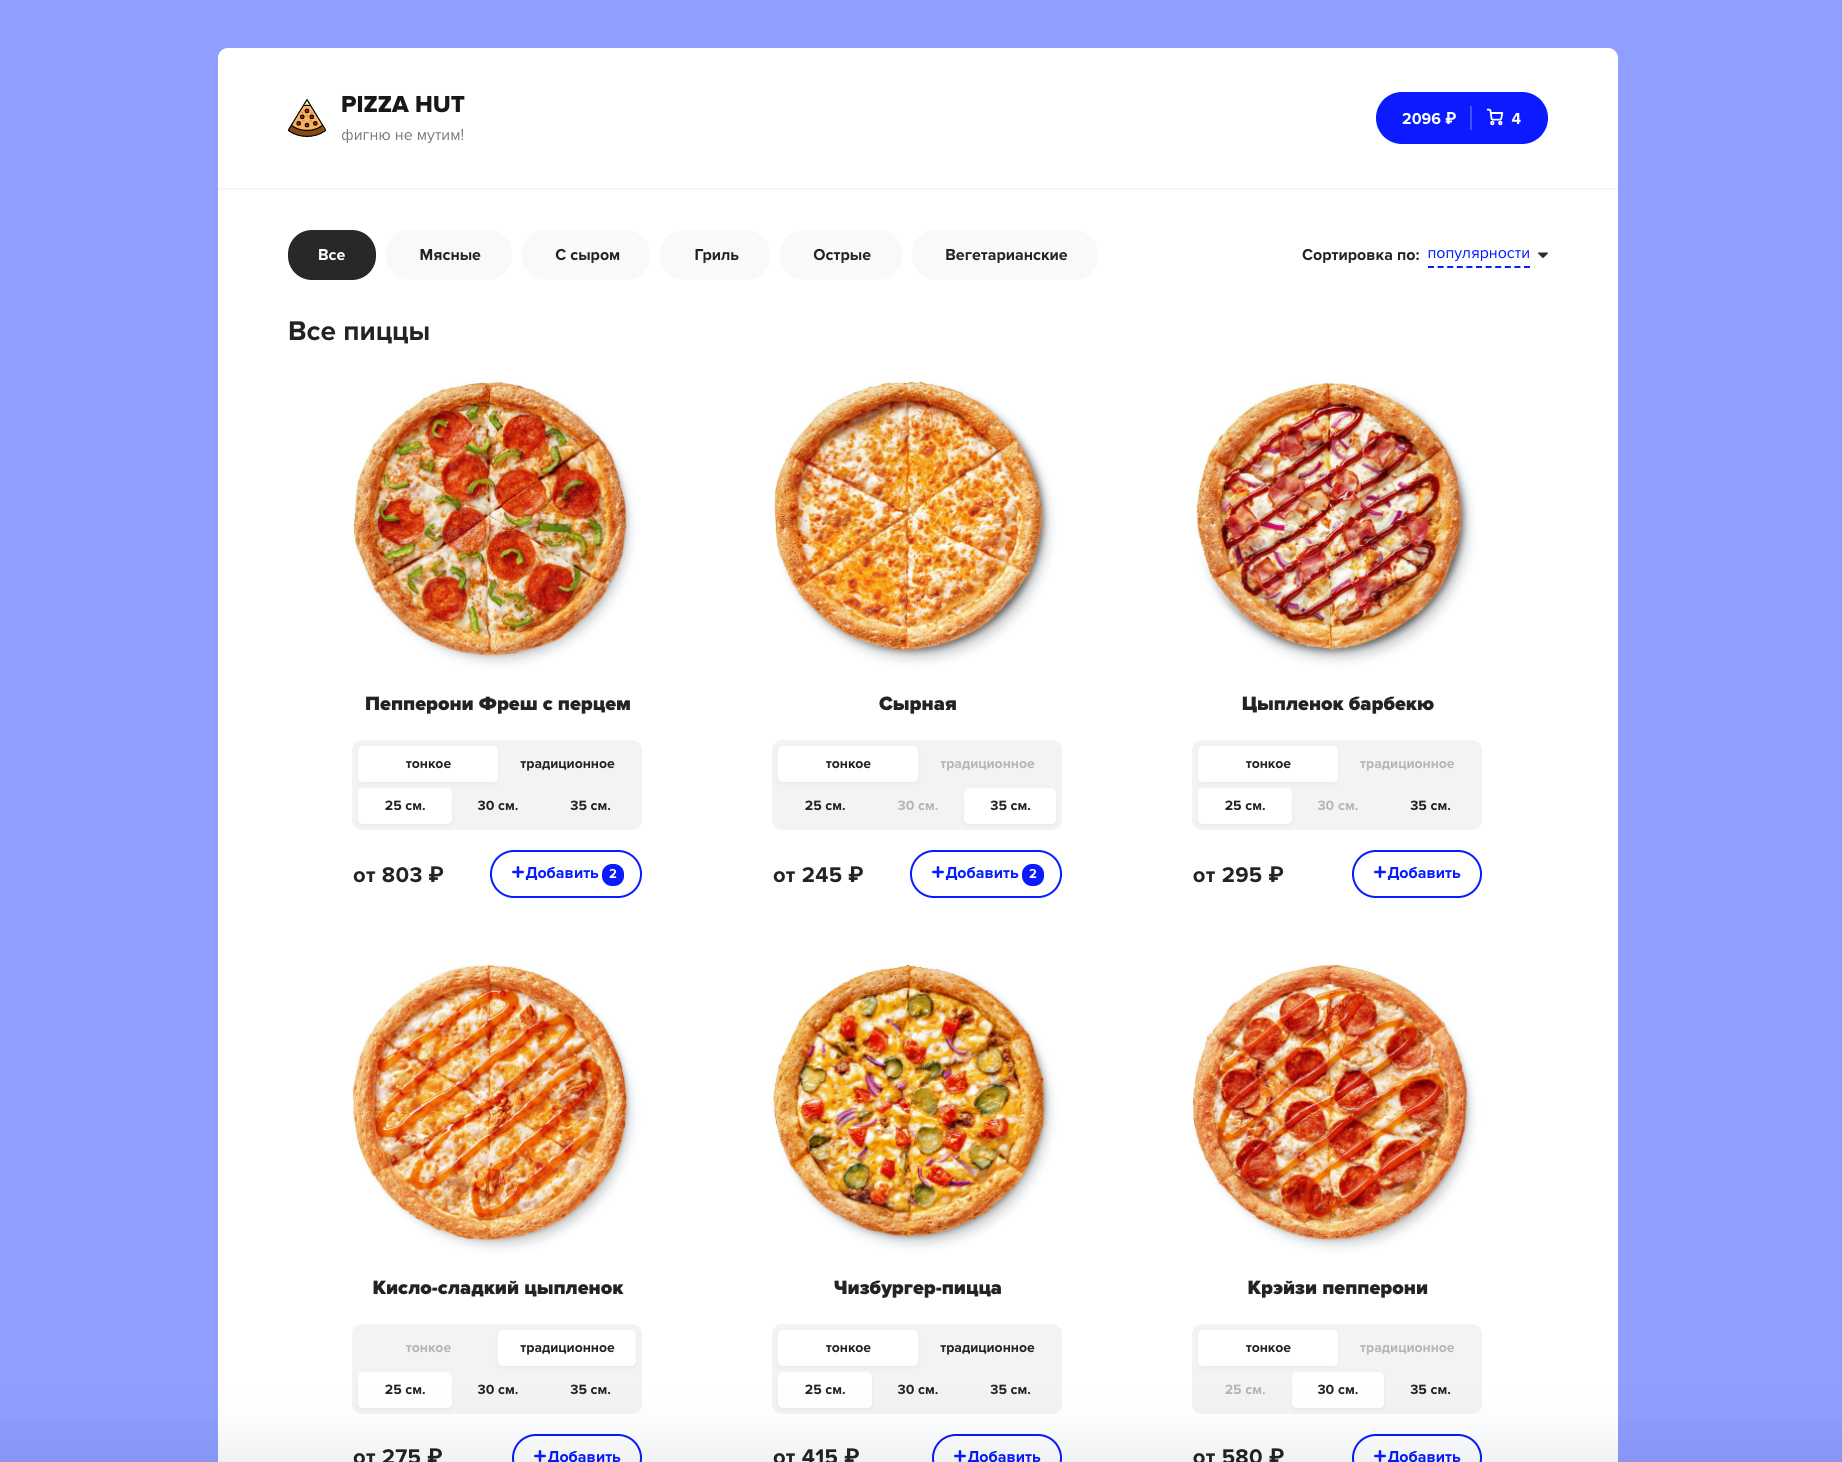 PIZZA HUT
фигню не мутим!
2096 ₽ 4
Все Мясные С сыром Гриль Острые Вегетарианские Сортировка по: популярности
Все пиццы
Пепперони Фреш с перцем Сырная Цыпленок барбекю
тонкое традиционное тонкое традиционное тонкое традиционное
25 см. 30 см. 35 см. 25 см. 30 см. 35 см. 25 см. 30 см. 35 см.
от 803 ₽ +Добавить 2 от 245 ₽ +Добавить 2 от 295 ₽ +Добавить
Кисло-сладкий цыпленок Чизбургер-пицца Крэйзи пепперони
тонкое традиционное тонкое традиционное тонкое традиционное
25 см. 30 см. 35 см. 25 см. 30 см. 35 см. 25 см. 30 см. 35 см.
от 275 ₽ +Добавить от 415 ₽ +Добавить от 580 ₽ +Добавить